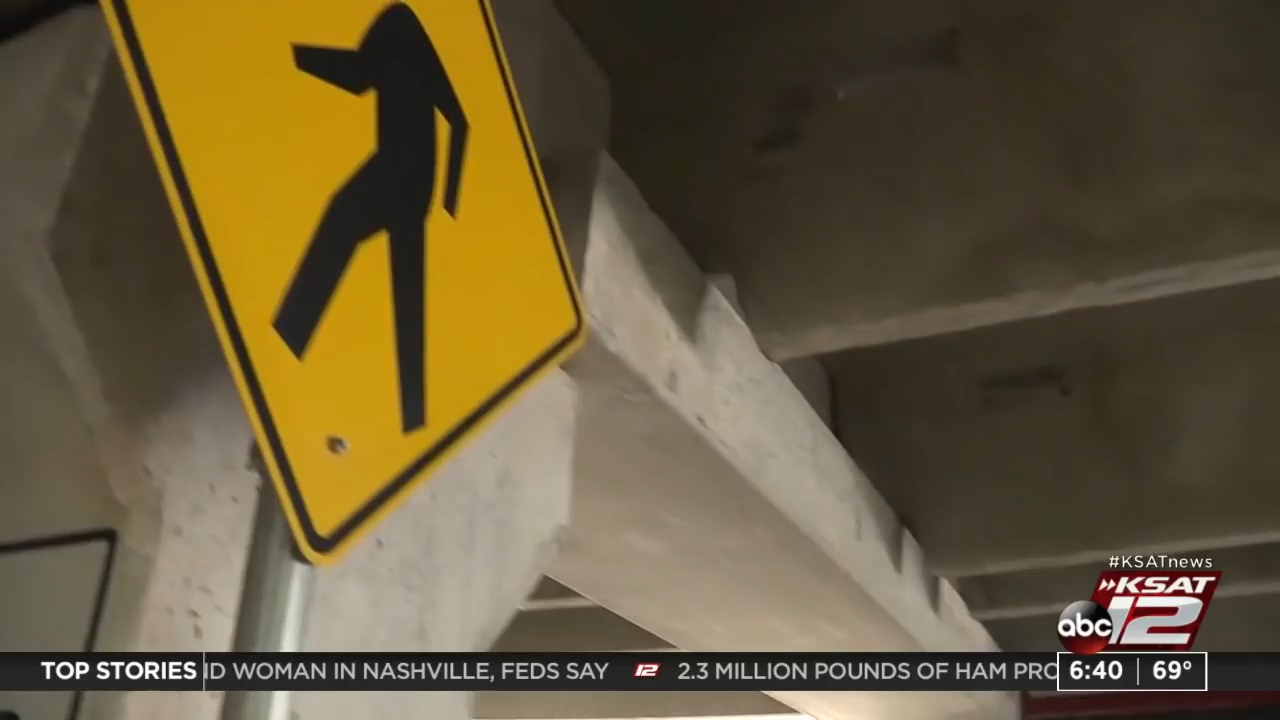 #KSATnews
KSAT
abc 12
TOP STORIES ID WOMAN IN NASHVILLE, FEDS SAY 12 2.3 MILLION POUNDS OF HAM PRO 6:40 69°